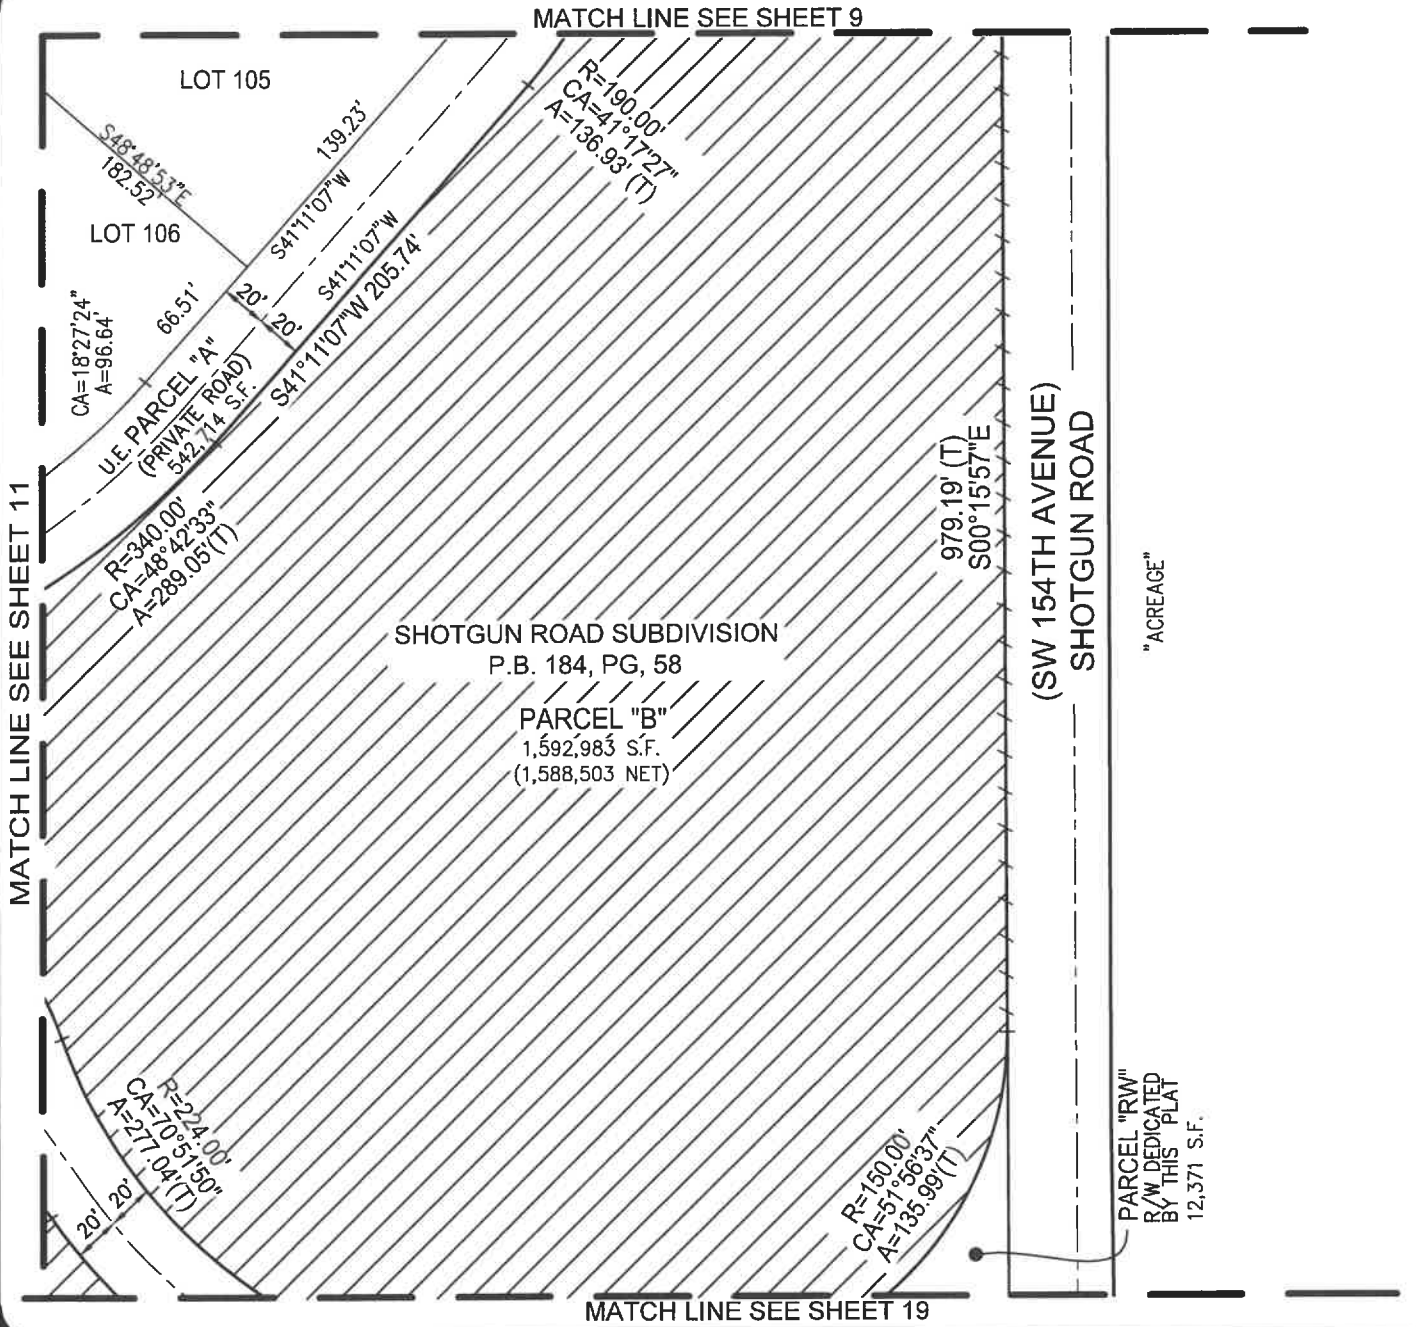 MATCH LINE SEE SHEET 9
LOT 105
139.23'
S48°48'53"E
182.52'
S41°11'07"W
LOT 106
S41°11'07"W
S41°11'07"W 205.74'
R=190.00'
CA=41°17'27"
A=136.93' (T)
20'
20'
66.51'
CA=18°27'24"
A=96.64'
U.E. PARCEL "A"
(PRIVATE ROAD)
542,714 S.F.
R=340.00'
CA=48°42'33"
A=289.05'(T)
MATCH LINE SEE SHEET 11
979.19' (T)
S00°15'57"E
(SW 154TH AVENUE)
SHOTGUN ROAD
"ACREAGE"
SHOTGUN ROAD SUBDIVISION
P.B. 184, PG, 58
PARCEL "B"
1,592,983 S.F.
(1,588,503 NET)
R=224.00'
CA=70°51'50"
A=277.04'(T)
20'
20'
R=150.00'
CA=51°56'37"
A=135.99'(T)
PARCEL "RW"
R/W DEDICATED
BY THIS PLAT
12,371 S.F.
MATCH LINE SEE SHEET 19